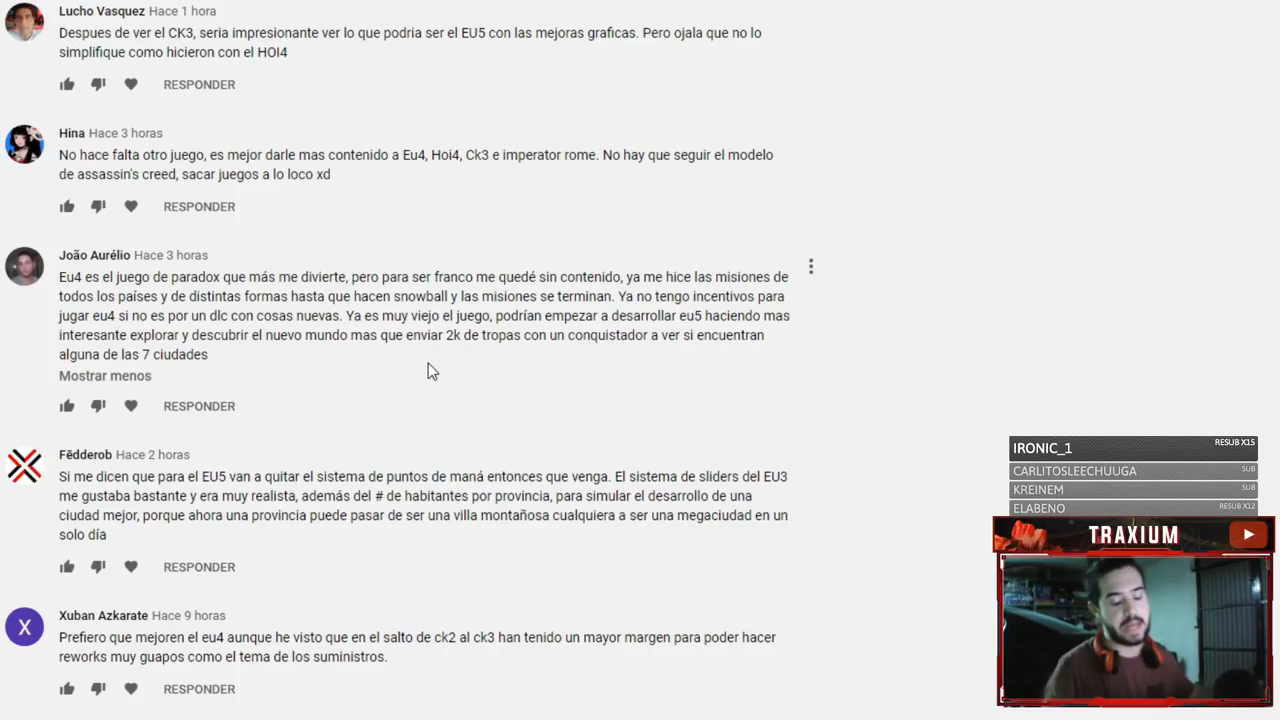 Lucho Vasquez Hace 1 hora
Despues de ver el CK3, seria impresionante ver lo que podria ser el EU5 con las mejoras graficas. Pero ojala que no lo
simplifique como hicieron con el HOI4
RESPONDER
Hina Hace 3 horas
No hace falta otro juego, es mejor darle mas contenido a Eu4, Hoi4, Ck3 e imperator rome. No hay que seguir el modelo
de assassin's creed, sacar juegos a lo loco xd
RESPONDER
João Aurélio Hace 3 horas
Eu4 es el juego de paradox que más me divierte, pero para ser franco me quedé sin contenido, ya me hice las misiones de
todos los países y de distintas formas hasta que hacen snowball y las misiones se terminan. Ya no tengo incentivos para
jugar eu4 si no es por un dlc con cosas nuevas. Ya es muy viejo el juego, podrían empezar a desarrollar eu5 haciendo mas
interesante explorar y descubrir el nuevo mundo mas que enviar 2k de tropas con un conquistador a ver si encuentran
alguna de las 7 ciudades
Mostrar menos
RESPONDER
Fêdderob Hace 2 horas
Si me dicen que para el EU5 van a quitar el sistema de puntos de maná entonces que venga. El sistema de sliders del EU3
me gustaba bastante y era muy realista, además del # de habitantes por provincia, para simular el desarrollo de una
ciudad mejor, porque ahora una provincia puede pasar de ser una villa montañosa cualquiera a ser una megaciudad en un
solo día
RESPONDER
X
Xuban Azkarate Hace 9 horas
Prefiero que mejoren el eu4 aunque he visto que en el salto de ck2 al ck3 han tenido un mayor margen para poder hacer
reworks muy guapos como el tema de los suministros.
RESPONDER
IRONIC_1 RESUB X15
CARLITOSLEECHUUGA SUB
KREINEM SUB
ELABENO RESUB X12
TRAXIUM